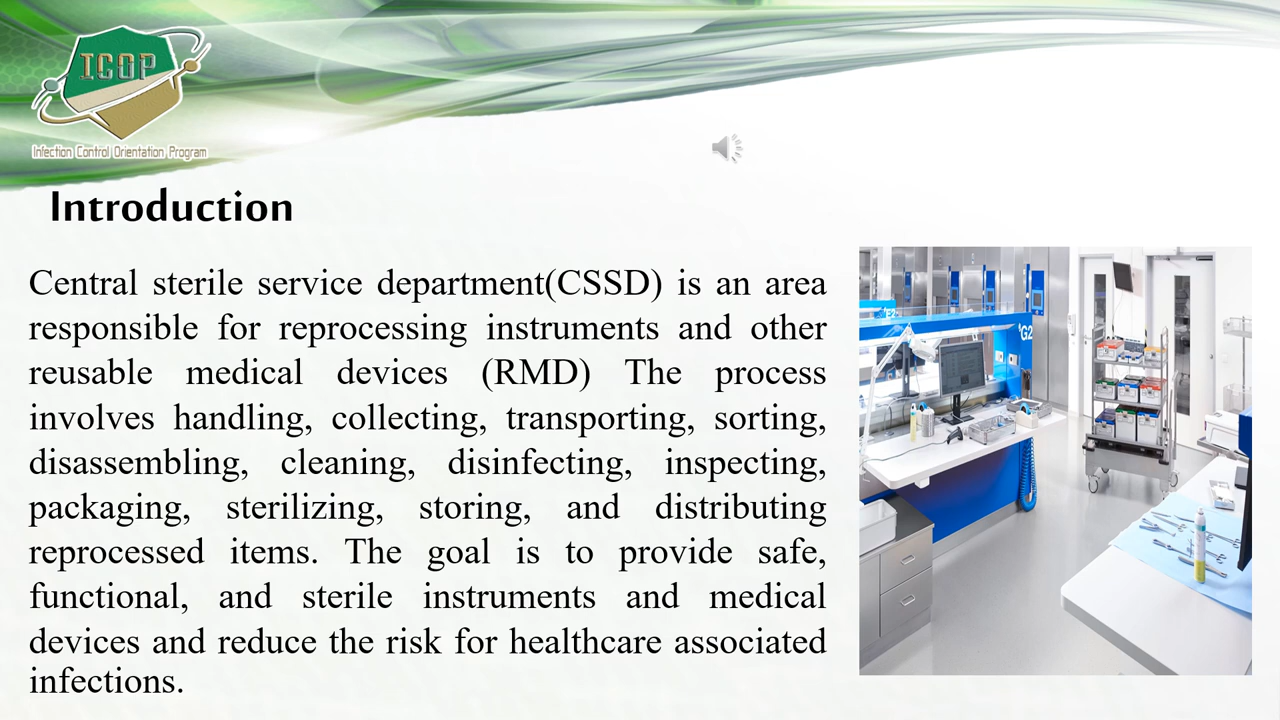 ICOP
Infection Control Orientation Program
Introduction
Central sterile service department(CSSD) is an area
responsible for reprocessing instruments and other
reusable medical devices (RMD) The process
involves handling, collecting, transporting, sorting,
disassembling, cleaning, disinfecting, inspecting,
packaging, sterilizing, storing, and distributing
reprocessed items. The goal is to provide safe,
functional, and sterile instruments and medical
devices and reduce the risk for healthcare associated
infections.
G2